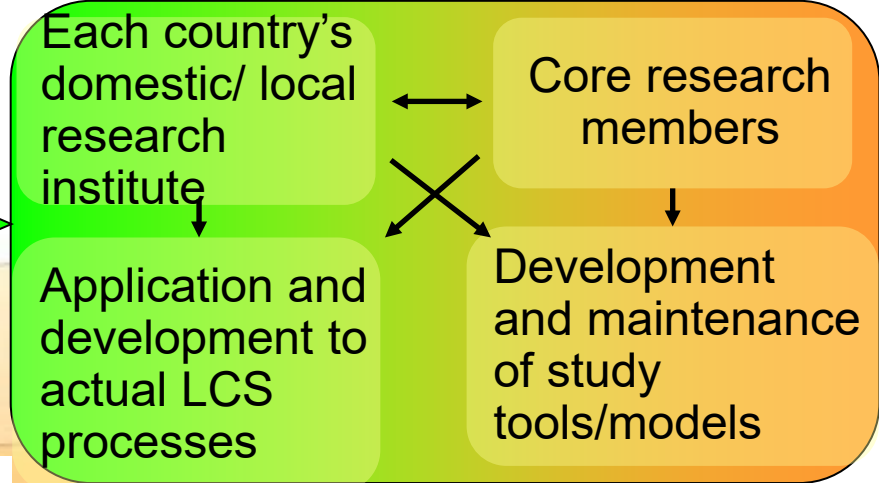 Each country’s
domestic/ local
research
institute
Core research
members
Application and
development to
actual LCS
processes
Development
and maintenance
of study
tools/models